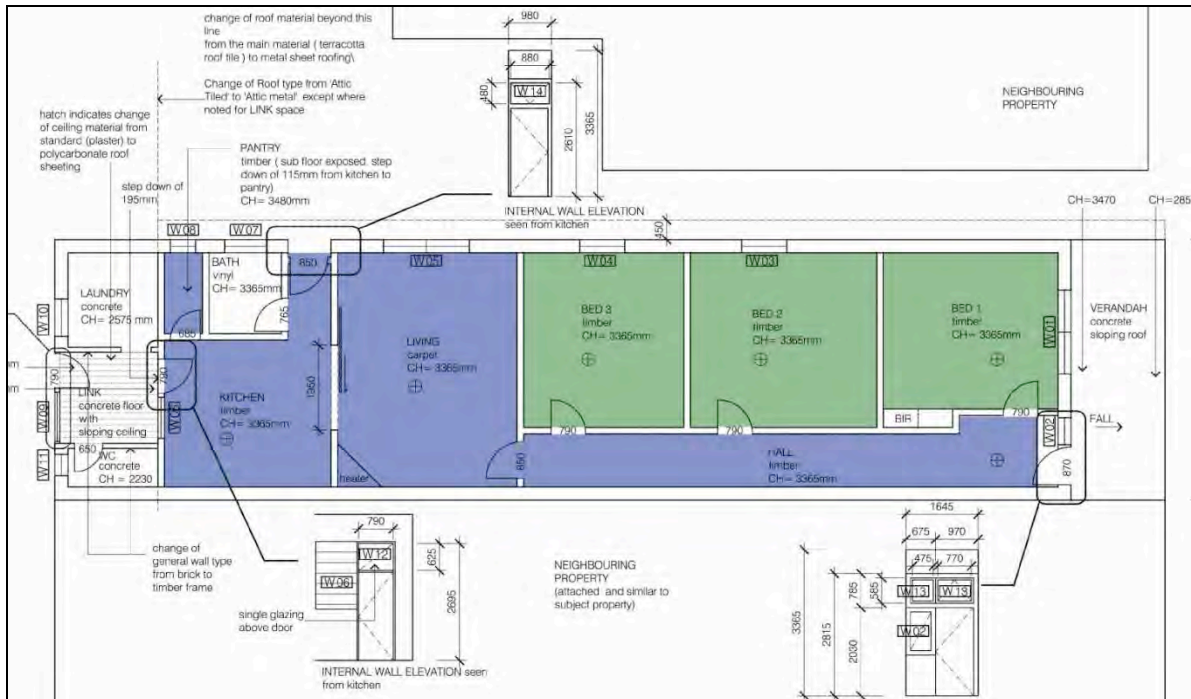 change of roof material beyond this
line
from the main material ( terracotta
roof tile ) to metal sheet roofing\
Change of Roof type from 'Attic
Tiled' to 'Attic metal' except where
noted for LINK space
hatch indicates change
of ceiling material from
standard (plaster) to
polycarbonate roof
sheeting
step down of
195mm
PANTRY
timber ( sub floor exposed. step
down of 115mm from kitchen to
pantry)
CH= 3480mm
980
880
W14
480
2610
3365
INTERNAL WALL ELEVATION
seen from kitchen
450
NEIGHBOURING
PROPERTY
CH=3470
CH=285
W08
W07
850
W05
W04
W03
BATH
vinyl
CH= 3365mm
765
685
LAUNDRY
concrete
CH= 2575 mm
W10
790
790
W09
LINK
concrete floor
with
sloping ceiling
W06
650
W11
WC
concrete
CH = 2230
KITCHEN
timber
CH= 3365mm
1360
LIVING
carpet
CH= 3365mm
heater
850
BED 3
timber
CH= 3365mm
790
BED 2
timber
CH= 3365mm
790
BED 1
timber
CH= 3365mm
W01
BIR
790
W02
HALL
timber
CH= 3365mm
870
VERANDAH
concrete
sloping roof
FALL
change of
general wall type
from brick to
timber frame
790
W12
W06
625
2695
single glazing
above door
INTERNAL WALL ELEVATION seen
from kitchen
NEIGHBOURING
PROPERTY
(attached and similar to
subject property)
1645
675
970
475
770
W13
W13
W02
3365
2815
785
2030
585